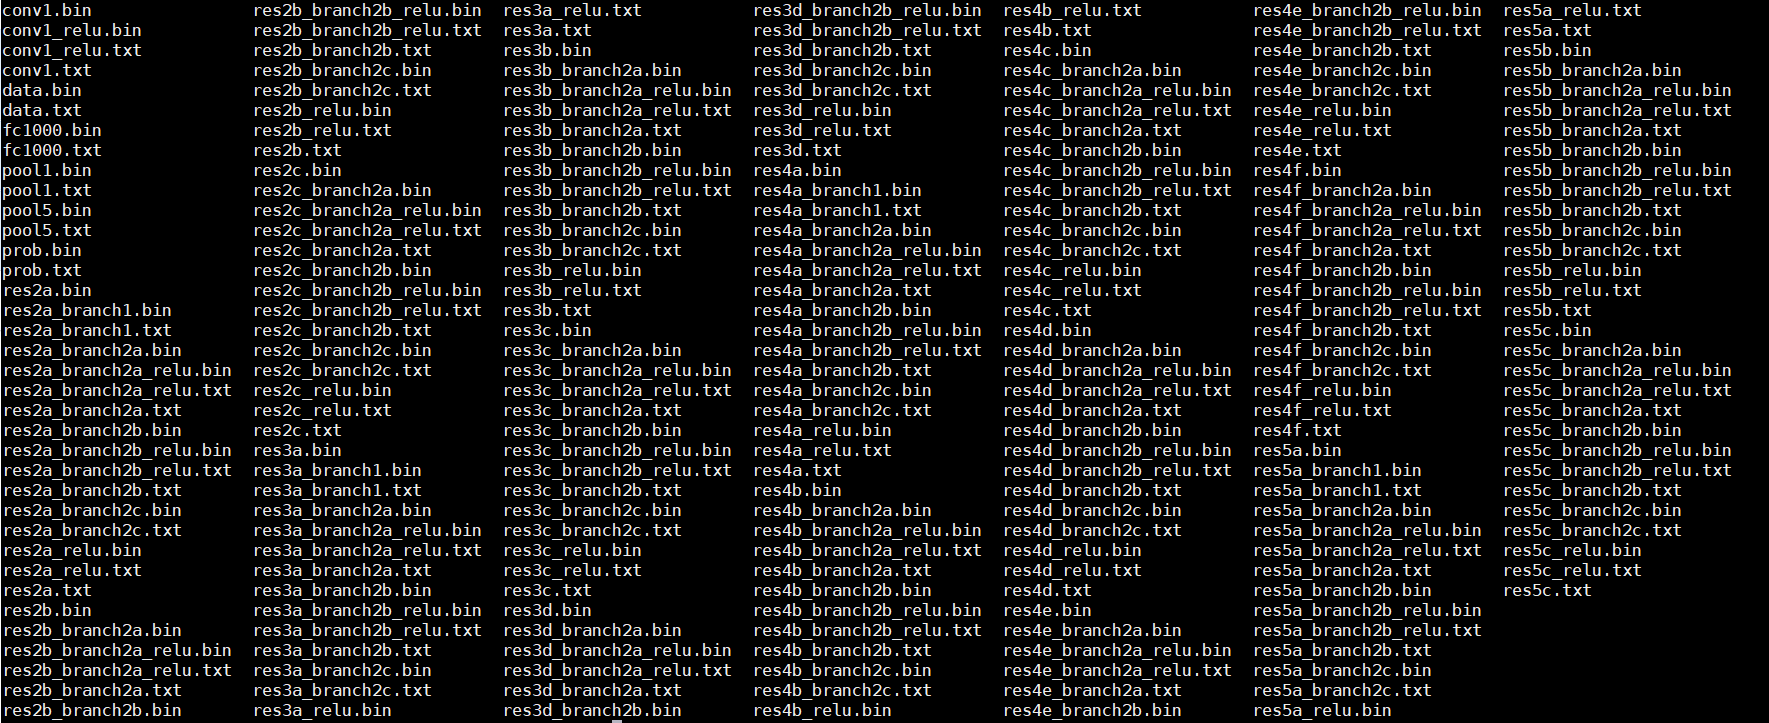 conv1.bin res2b_branch2b_relu.bin res3a_relu.txt res3d_branch2b_relu.bin res4b_relu.txt res4e_branch2b_relu.bin res5a_relu.txt
conv1_relu.bin res2b_branch2b_relu.txt res3a.txt res3d_branch2b_relu.txt res4b.txt res4e_branch2b_relu.txt res5a.txt
conv1_relu.txt res2b_branch2b.txt res3b.bin res3d_branch2b.txt res4c.bin res4e_branch2b.txt res5b.bin
conv1.txt res2b_branch2c.bin res3b_branch2a.bin res3d_branch2c.bin res4c_branch2a.bin res4e_branch2c.bin res5b_branch2a.bin
data.bin res2b_branch2c.txt res3b_branch2a_relu.bin res3d_branch2c.txt res4c_branch2a_relu.bin res4e_branch2c.txt res5b_branch2a_relu.bin
data.txt res2b_relu.bin res3b_branch2a_relu.txt res3d_relu.bin res4c_branch2a_relu.txt res4e_relu.bin res5b_branch2a_relu.txt
fc1000.bin res2b_relu.txt res3b_branch2a.txt res3d_relu.txt res4c_branch2a.txt res4e_relu.txt res5b_branch2a.txt
fc1000.txt res2b.txt res3b_branch2b.bin res3d.txt res4c_branch2b.bin res4e.txt res5b_branch2b.bin
pool1.bin res2c.bin res3b_branch2b_relu.bin res4a.bin res4c_branch2b_relu.bin res4f.bin res5b_branch2b_relu.bin
pool1.txt res2c_branch2a.bin res3b_branch2b_relu.txt res4a_branch1.bin res4c_branch2b_relu.txt res4f_branch2a.bin res5b_branch2b_relu.txt
pool5.bin res2c_branch2a_relu.bin res3b_branch2b.txt res4a_branch1.txt res4c_branch2b.txt res4f_branch2a_relu.bin res5b_branch2b.txt
pool5.txt res2c_branch2a_relu.txt res3b_branch2c.bin res4a_branch2a.bin res4c_branch2c.bin res4f_branch2a_relu.txt res5b_branch2c.bin
prob.bin res2c_branch2a.txt res3b_branch2c.txt res4a_branch2a_relu.bin res4c_branch2c.txt res4f_branch2a.txt res5b_branch2c.txt
prob.txt res2c_branch2b.bin res3b_relu.bin res4a_branch2a_relu.txt res4c_relu.bin res4f_branch2b.bin res5b_relu.bin
res2a.bin res2c_branch2b_relu.bin res3b_relu.txt res4a_branch2a.txt res4c_relu.txt res4f_branch2b_relu.bin res5b_relu.txt
res2a_branch1.bin res2c_branch2b_relu.txt res3b.txt res4a_branch2b.bin res4c.txt res4f_branch2b_relu.txt res5b.txt
res2a_branch1.txt res2c_branch2b.txt res3c.bin res4a_branch2b_relu.bin res4d.bin res4f_branch2b.txt res5c.bin
res2a_branch2a.bin res2c_branch2c.bin res3c_branch2a.bin res4a_branch2b_relu.txt res4d_branch2a.bin res4f_branch2c.bin res5c_branch2a.bin
res2a_branch2a_relu.bin res2c_branch2c.txt res3c_branch2a_relu.bin res4a_branch2b.txt res4d_branch2a_relu.bin res4f_branch2c.txt res5c_branch2a_relu.bin
res2a_branch2a_relu.txt res2c_relu.bin res3c_branch2a_relu.txt res4a_branch2c.bin res4d_branch2a_relu.txt res4f_relu.bin res5c_branch2a_relu.txt
res2a_branch2a.txt res2c_relu.txt res3c_branch2a.txt res4a_branch2c.txt res4d_branch2a.txt res4f_relu.txt res5c_branch2a.txt
res2a_branch2b.bin res2c.txt res3c_branch2b.bin res4a_relu.bin res4d_branch2b.bin res4f.txt res5c_branch2b.bin
res2a_branch2b_relu.bin res3a.bin res3c_branch2b_relu.bin res4a_relu.txt res4d_branch2b_relu.bin res5a.bin res5c_branch2b_relu.bin
res2a_branch2b_relu.txt res3a_branch1.bin res3c_branch2b_relu.txt res4a.txt res4d_branch2b_relu.txt res5a_branch1.bin res5c_branch2b_relu.txt
res2a_branch2b.txt res3a_branch1.txt res3c_branch2b.txt res4b.bin res4d_branch2b.txt res5a_branch1.txt res5c_branch2b.txt
res2a_branch2c.bin res3a_branch2a.bin res3c_branch2c.bin res4b_branch2a.bin res4d_branch2c.bin res5a_branch2a.bin res5c_branch2c.bin
res2a_branch2c.txt res3a_branch2a_relu.bin res3c_branch2c.txt res4b_branch2a_relu.bin res4d_branch2c.txt res5a_branch2a_relu.bin res5c_branch2c.txt
res2a_relu.bin res3a_branch2a_relu.txt res3c_relu.bin res4b_branch2a_relu.txt res4d_relu.bin res5a_branch2a_relu.txt res5c_relu.bin
res2a_relu.txt res3a_branch2a.txt res3c_relu.txt res4b_branch2a.txt res4d_relu.txt res5a_branch2a.txt res5c_relu.txt
res2a.txt res3a_branch2b.bin res3c.txt res4b_branch2b.bin res4d.txt res5a_branch2b.bin res5c.txt
res2b.bin res3a_branch2b_relu.bin res3d.bin res4b_branch2b_relu.bin res4e.bin res5a_branch2b_relu.bin
res2b_branch2a.bin res3a_branch2b_relu.txt res3d_branch2a.bin res4b_branch2b_relu.txt res4e_branch2a.bin res5a_branch2b_relu.txt
res2b_branch2a_relu.bin res3a_branch2b.txt res3d_branch2a_relu.bin res4b_branch2b.txt res4e_branch2a_relu.bin res5a_branch2b.txt
res2b_branch2a_relu.txt res3a_branch2c.bin res3d_branch2a_relu.txt res4b_branch2c.bin res4e_branch2a_relu.txt res5a_branch2c.bin
res2b_branch2a.txt res3a_branch2c.txt res3d_branch2a.txt res4b_branch2c.txt res4e_branch2a.txt res5a_branch2c.txt
res2b_branch2b.bin res3a_relu.bin res3d_branch2b.bin res4b_relu.bin res4e_branch2b.bin res5a_relu.bin